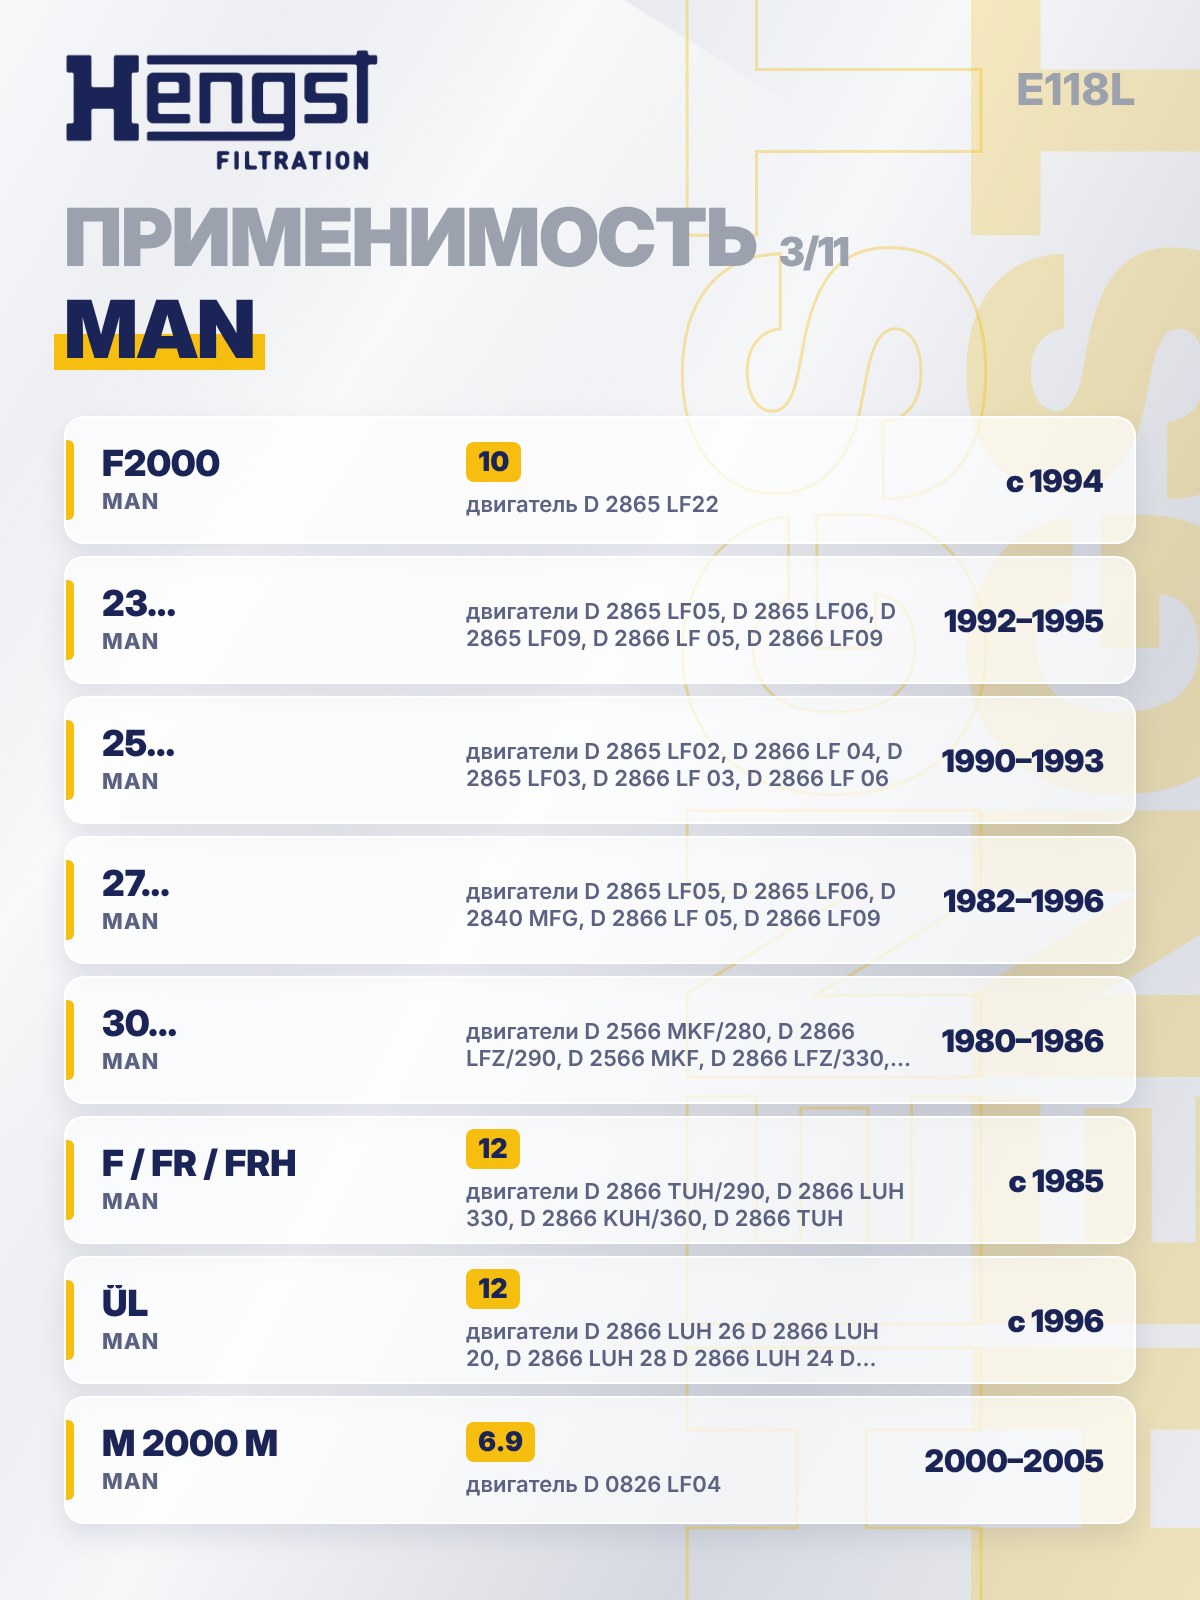 Hengst
FILTRATION
E118L
ПРИМЕНИМОСТЬ 3/11
MAN
F2000
MAN
10
двигатель D 2865 LF22
с 1994
23...
MAN
двигатели D 2865 LF05, D 2865 LF06, D
2865 LF09, D 2866 LF 05, D 2866 LF09
1992–1995
25...
MAN
двигатели D 2865 LF02, D 2866 LF 04, D
2865 LF03, D 2866 LF 03, D 2866 LF 06
1990–1993
27...
MAN
двигатели D 2865 LF05, D 2865 LF06, D
2840 MFG, D 2866 LF 05, D 2866 LF09
1982–1996
30...
MAN
двигатели D 2566 MKF/280, D 2866
LFZ/290, D 2566 MKF, D 2866 LFZ/330,...
1980–1986
F / FR / FRH
MAN
12
двигатели D 2866 TUH/290, D 2866 LUH
330, D 2866 KUH/360, D 2866 TUH
с 1985
ÜL
MAN
12
двигатели D 2866 LUH 26 D 2866 LUH
20, D 2866 LUH 28 D 2866 LUH 24 D...
с 1996
M 2000 M
MAN
6.9
двигатель D 0826 LF04
2000–2005
HENGST
HENGST